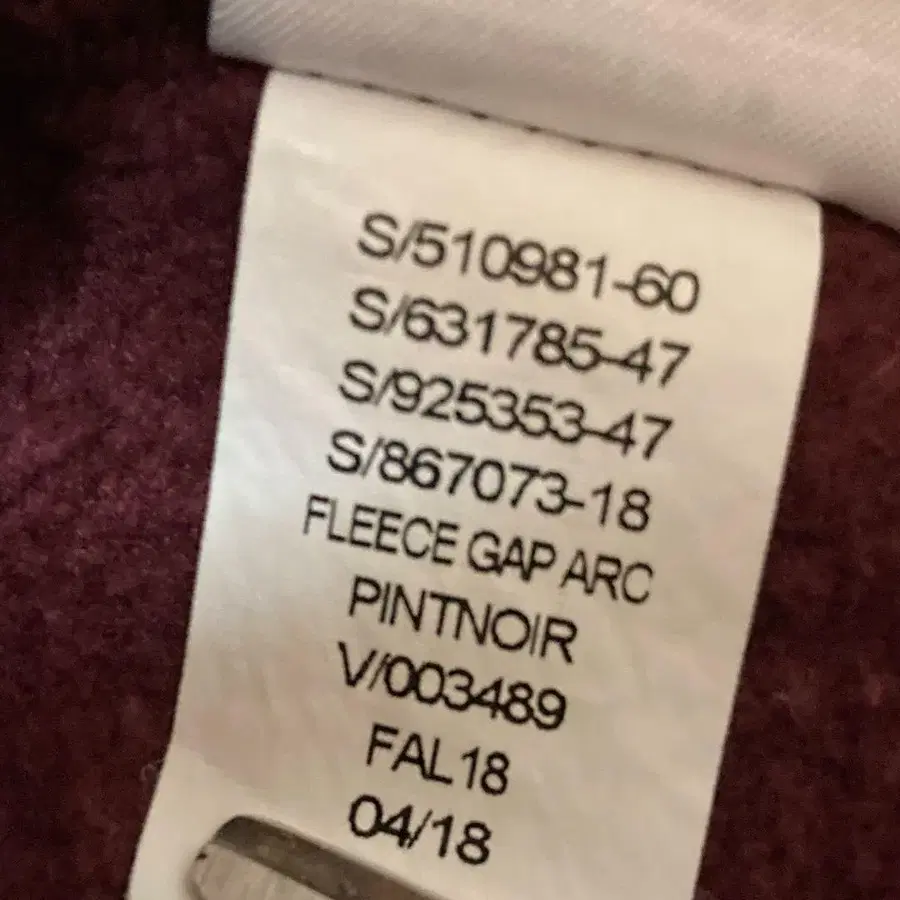 S/510981-60
S/631785-47
S/925353-47
S/867073-18
FLEECE GAP ARC
PINTNOIR
V/003489
FAL18
04/18